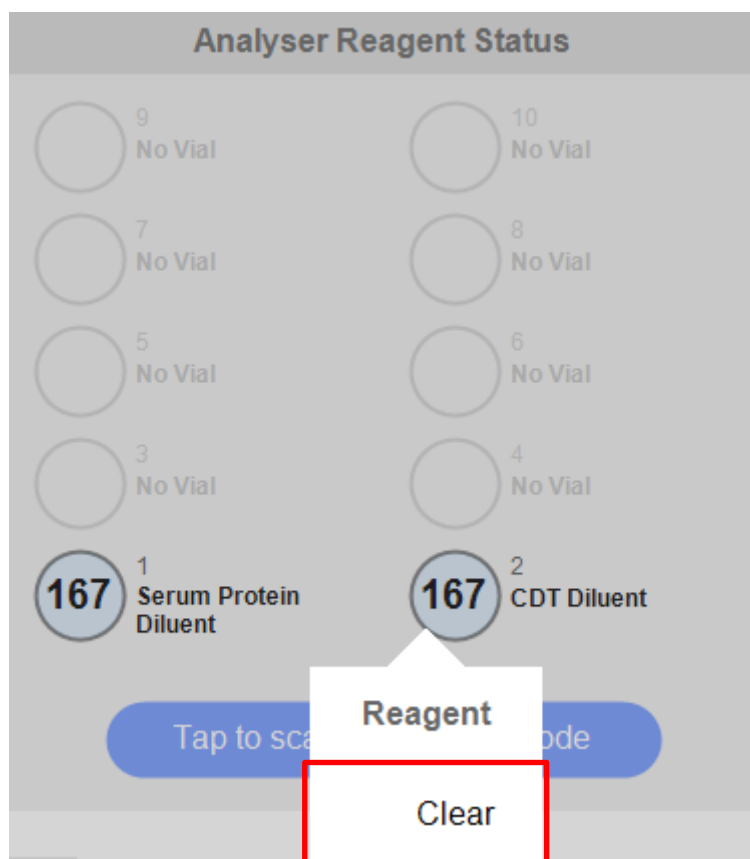 Analyser Reagent Status
9
No Vial
10
No Vial
7
No Vial
8
No Vial
5
No Vial
6
No Vial
3
No Vial
4
No Vial
167
1
Serum Protein
Diluent
167
2
CDT Diluent
Reagent
Tap to
Clear